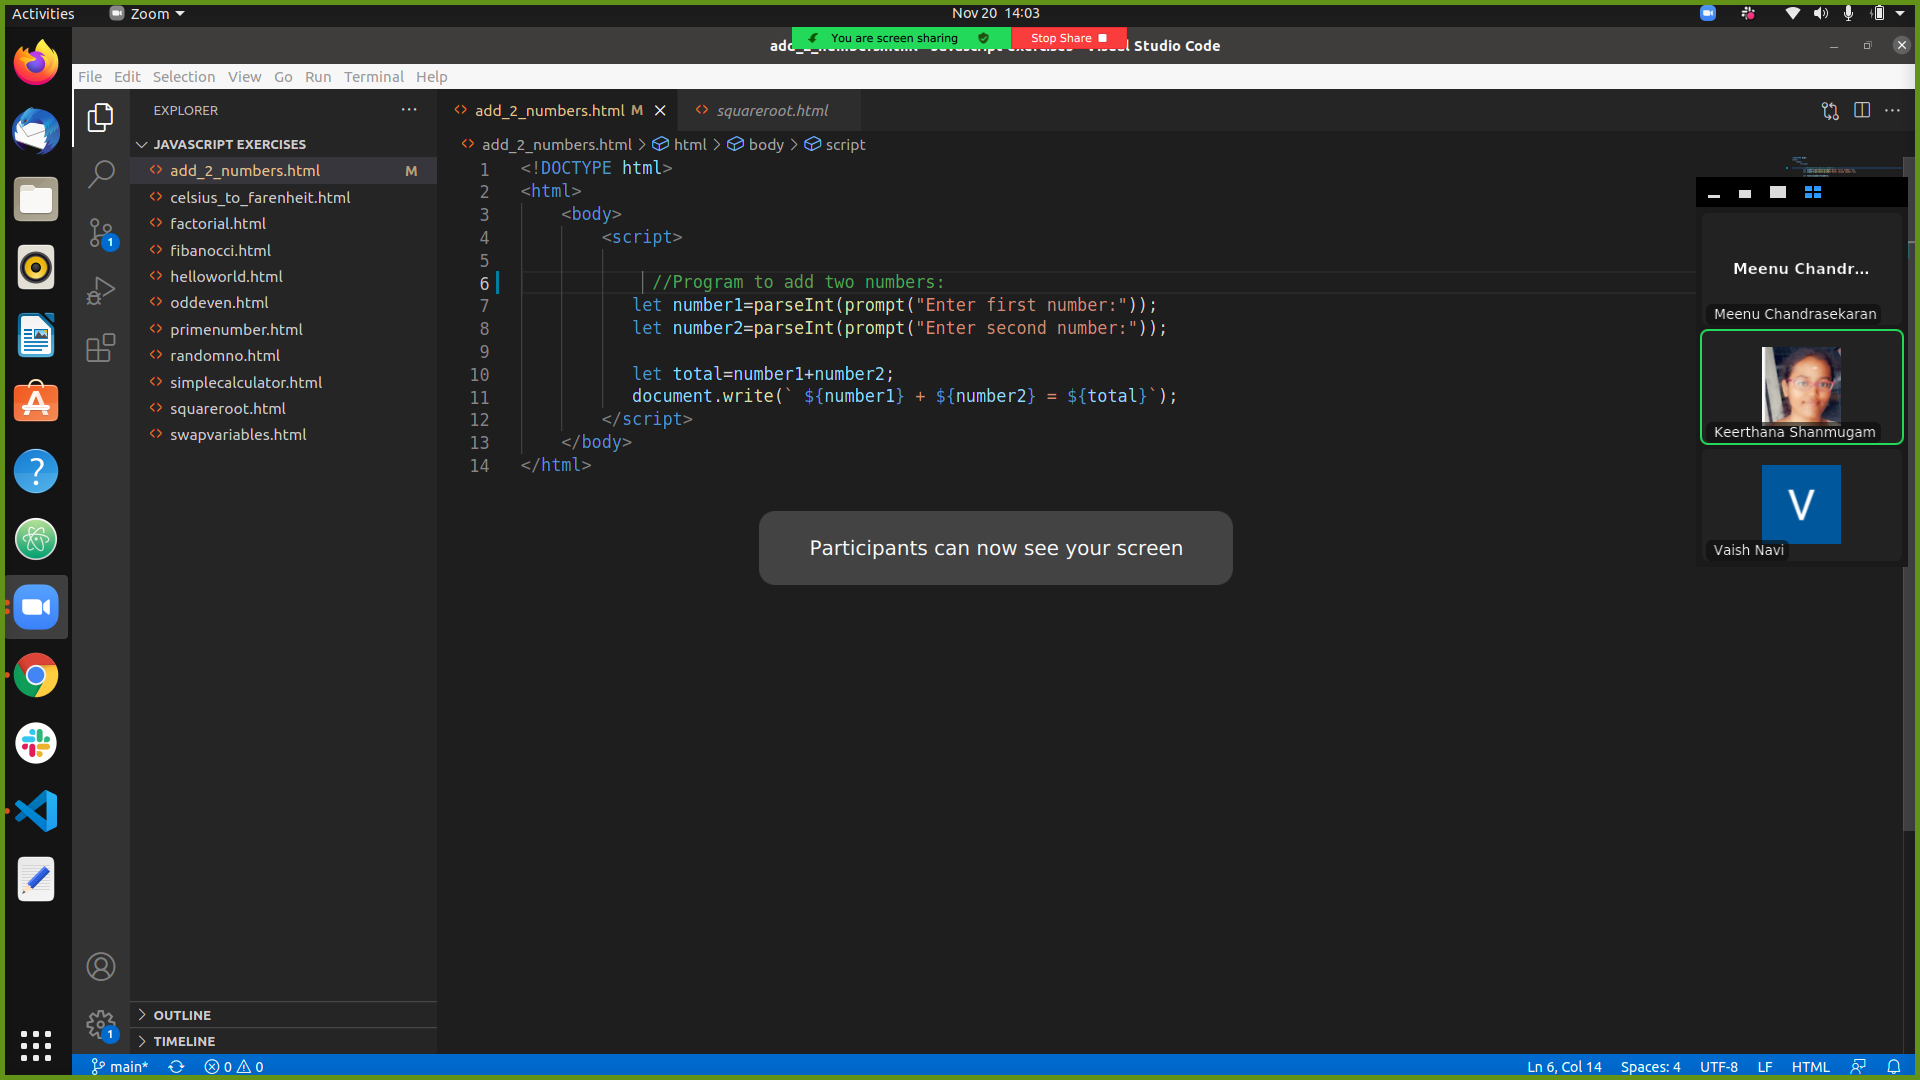 Activities
Zoom
Nov 20 14:03
You are screen sharing
Stop Share
Studio Code
File Edit Selection View Go Run Terminal Help
EXPLORER
add_2_numbers.html M
squareroot.html
JAVASCRIPT EXERCISES
add_2_numbers.html > html > body > script
add_2_numbers.html M
celsius_to_farenheit.html
factorial.html
fibanocci.html
helloworld.html
oddeven.html
primenumber.html
randomno.html
simplecalculator.html
squareroot.html
swapvariables.html
1 <!DOCTYPE html>
2 <html>
3 <body>
4 <script>
5
6 //Program to add two numbers:
7 let number1=parseInt(prompt("Enter first number:"));
8 let number2=parseInt(prompt("Enter second number:"));
9
10 let total=number1+number2;
11 document.write(` ${number1} + ${number2} = ${total}`);
12 </script>
13 </body>
14 </html>
Participants can now see your screen
Meenu Chandr...
Meenu Chandrasekaran
Keerthana Shanmugam
V
Vaish Navi
1
1
OUTLINE
TIMELINE
main* 0 0
Ln 6, Col 14 Spaces: 4 UTF-8 LF HTML